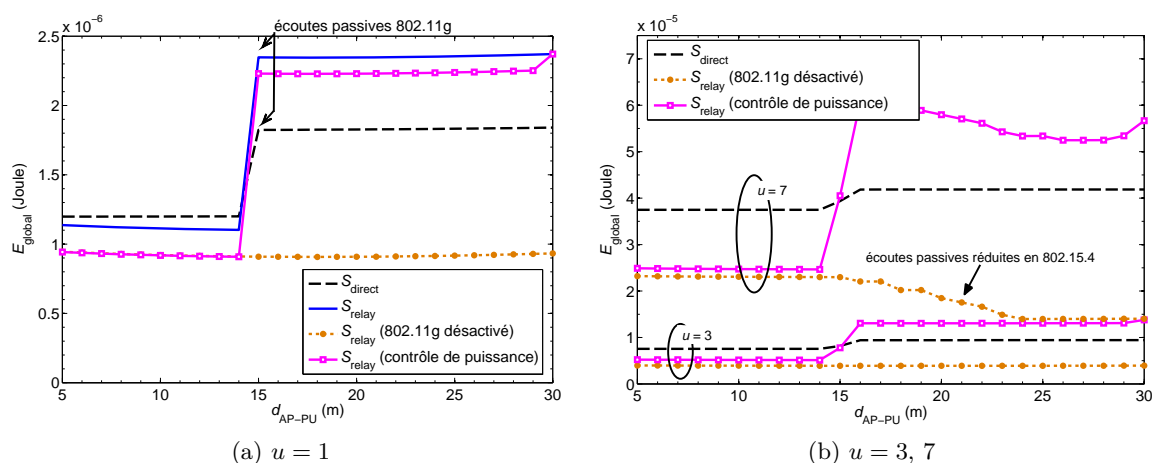 x 10⁻⁶
écoutes passives 802.11g
2.5
2
1.5
1
0.5
0
E_global (Joule)
S_direct
S_relay
S_relay (802.11g désactivé)
S_relay (contrôle de puissance)
5 10 15 20 25 30
d_AP−PU (m)
(a) u = 1
x 10⁻⁵
7
6
5
4
3
2
1
0
E_global (Joule)
S_direct
S_relay (802.11g désactivé)
S_relay (contrôle de puissance)
u = 7
écoutes passives réduites en 802.15.4
u = 3
5 10 15 20 25 30
d_AP−PU (m)
(b) u = 3, 7